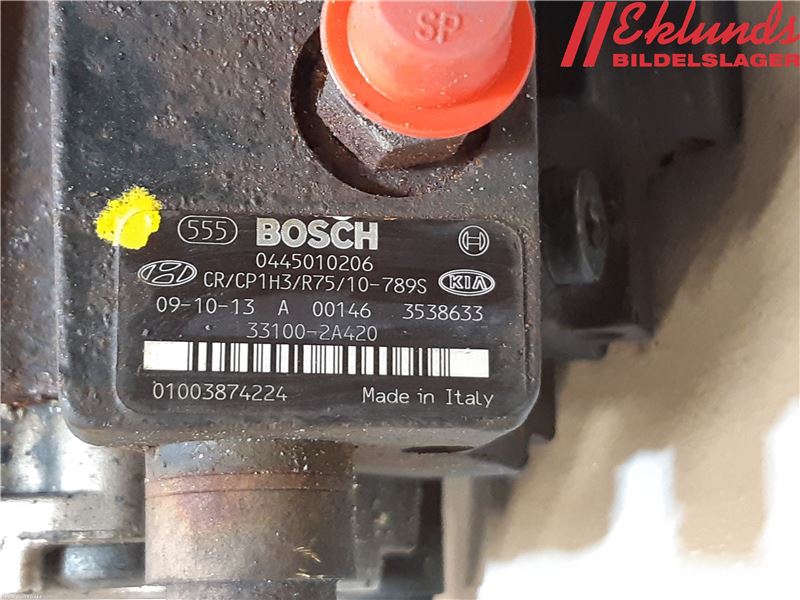 SP
Eklunds
BILDELSLAGER
555 BOSCH
0445010206
CR/CP1H3/R75/10-789S KIA
09-10-13 A 00146 3538633
33100-2A420
01003874224 Made in Italy